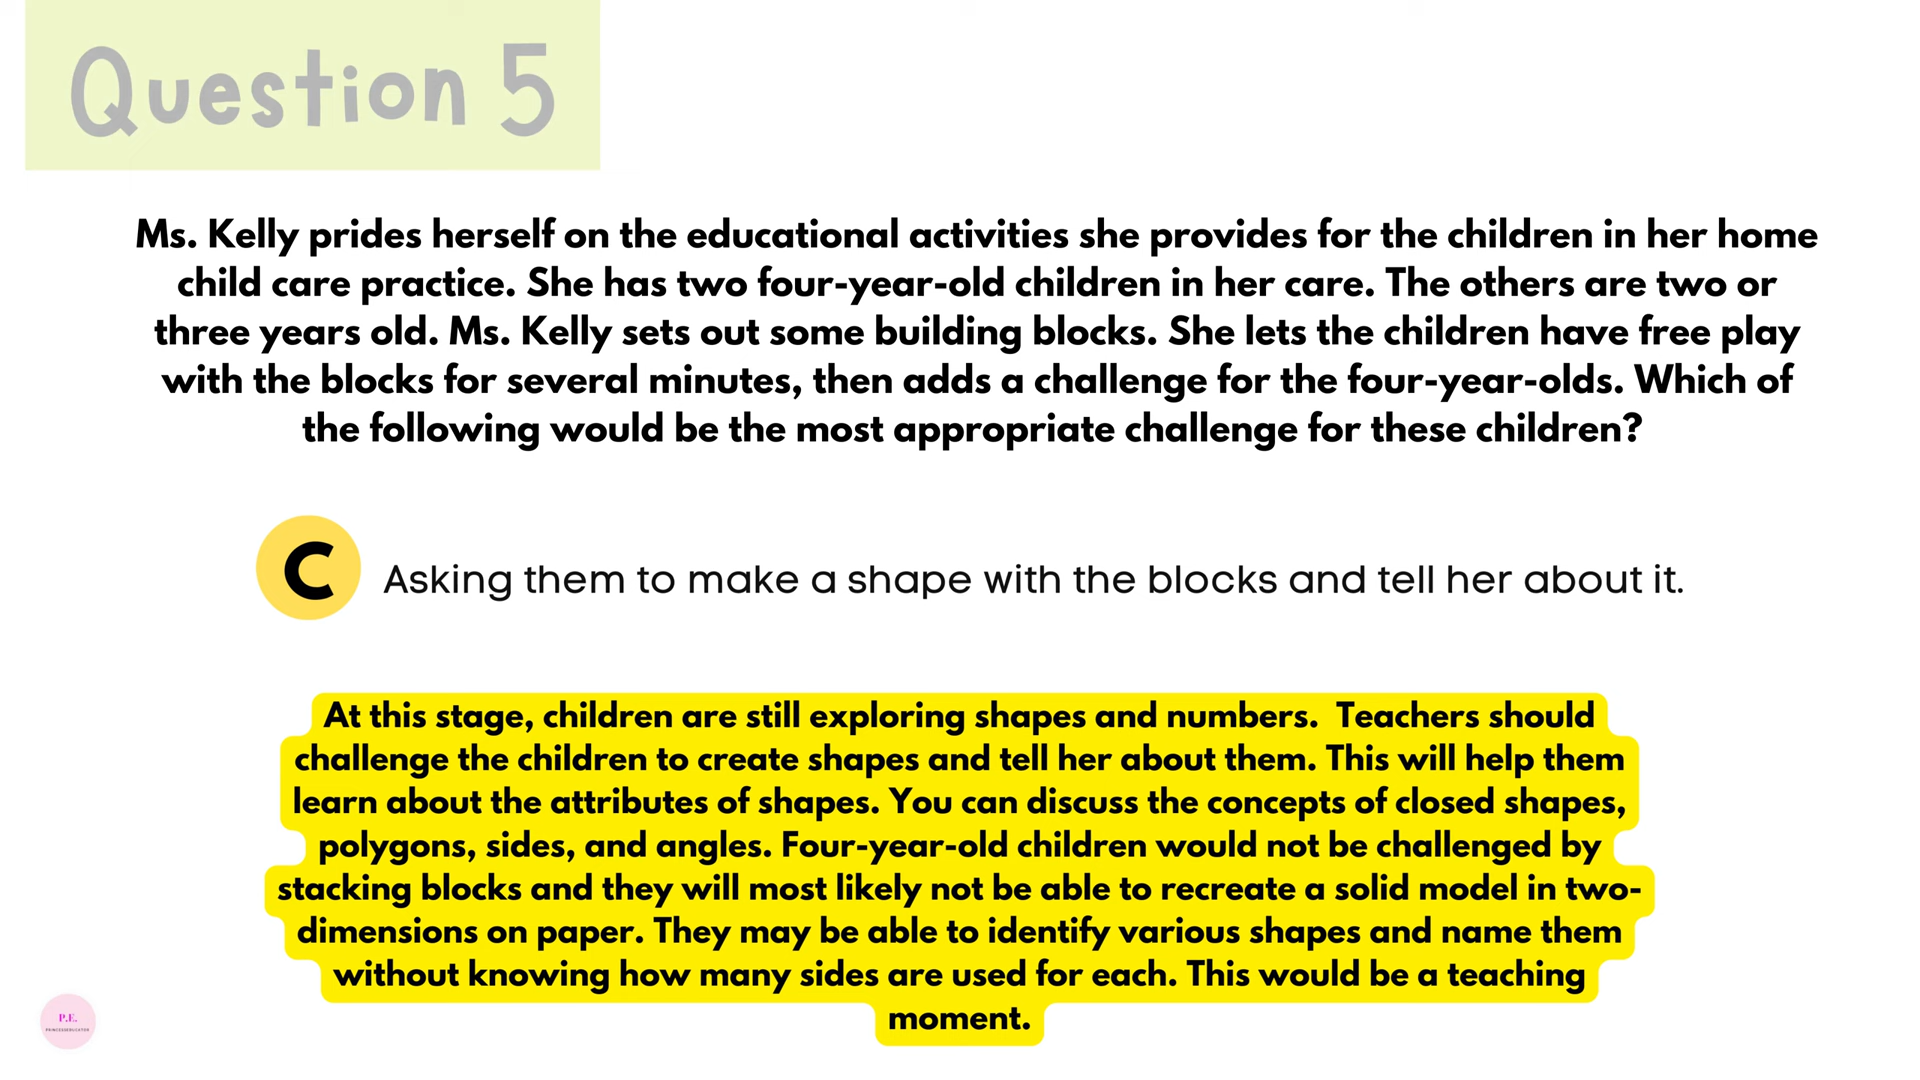 Question 5
Ms. Kelly prides herself on the educational activities she provides for the children in her home
child care practice. She has two four-year-old children in her care. The others are two or
three years old. Ms. Kelly sets out some building blocks. She lets the children have free play
with the blocks for several minutes, then adds a challenge for the four-year-olds. Which of
the following would be the most appropriate challenge for these children?
C Asking them to make a shape with the blocks and tell her about it.
At this stage, children are still exploring shapes and numbers.  Teachers should
challenge the children to create shapes and tell her about them. This will help them
learn about the attributes of shapes. You can discuss the concepts of closed shapes,
polygons, sides, and angles. Four-year-old children would not be challenged by
stacking blocks and they will most likely not be able to recreate a solid model in two-
dimensions on paper. They may be able to identify various shapes and name them
without knowing how many sides are used for each. This would be a teaching
moment.
P.E.
PRINCESSEDUCATOR